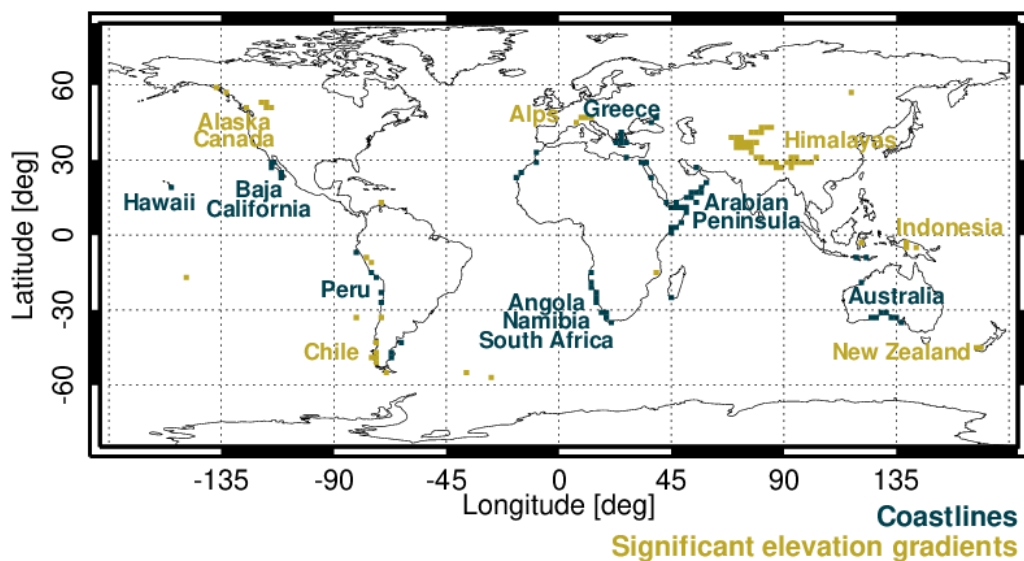 60
30
0
-30
-60
Latitude [deg]
Alaska
Canada
Hawaii
Baja
California
Alps
Greece
Himalayas
Arabian
Peninsula
Indonesia
Peru
Chile
Angola
Namibia
South Africa
Australia
New Zealand
-135 -90 -45 0 45 90 135
Longitude [deg]
Coastlines
Significant elevation gradients